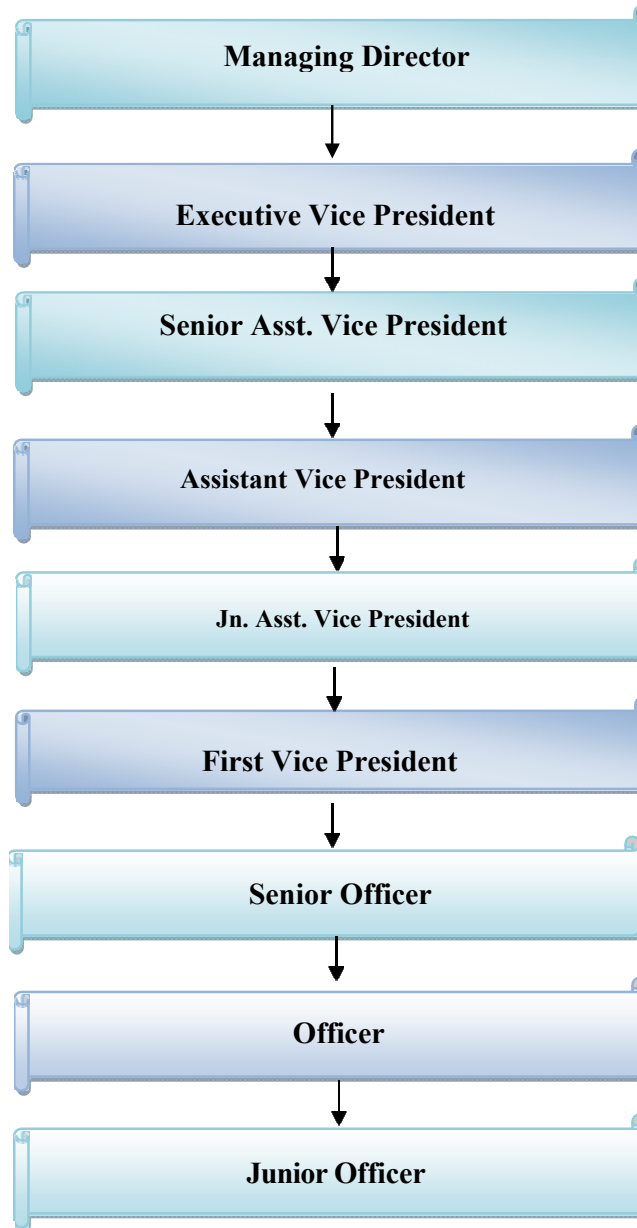 Managing Director
Executive Vice President
Senior Asst. Vice President
Assistant Vice President
Jn. Asst. Vice President
First Vice President
Senior Officer
Officer
Junior Officer